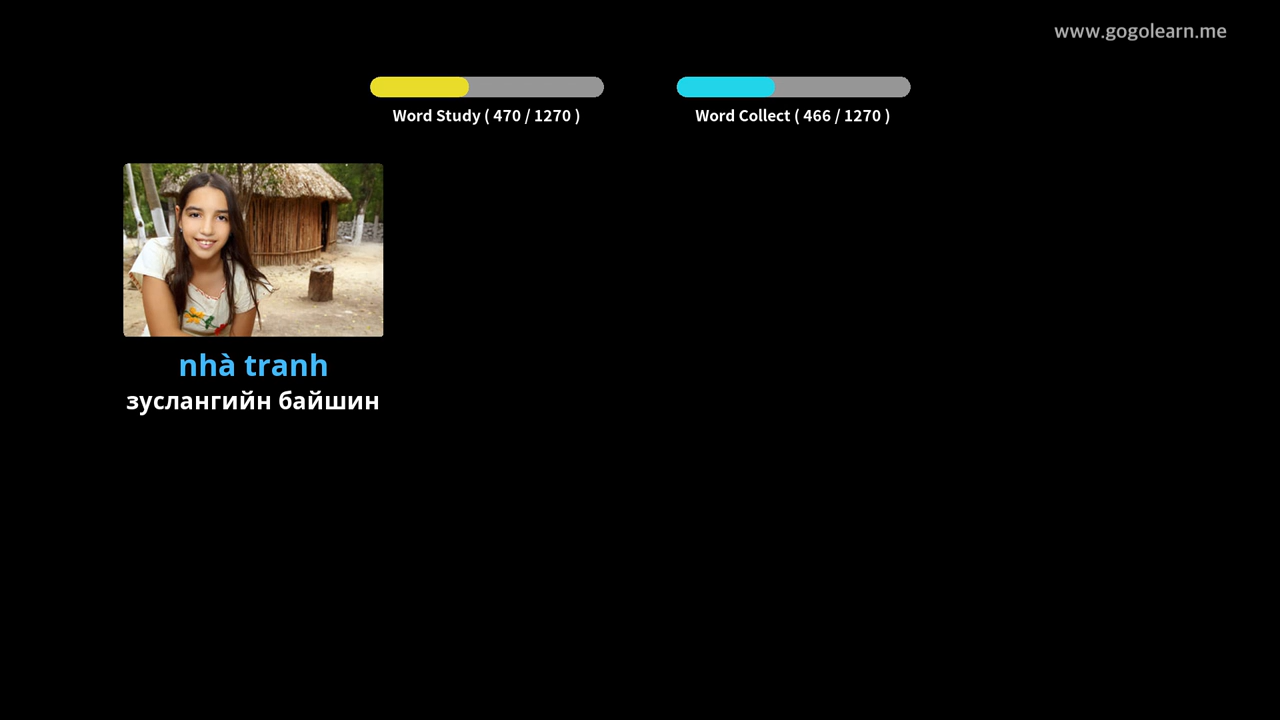 www.gogolearn.me
Word Study ( 470 / 1270 )
Word Collect ( 466 / 1270 )
nhà tranh
зуслангийн байшин